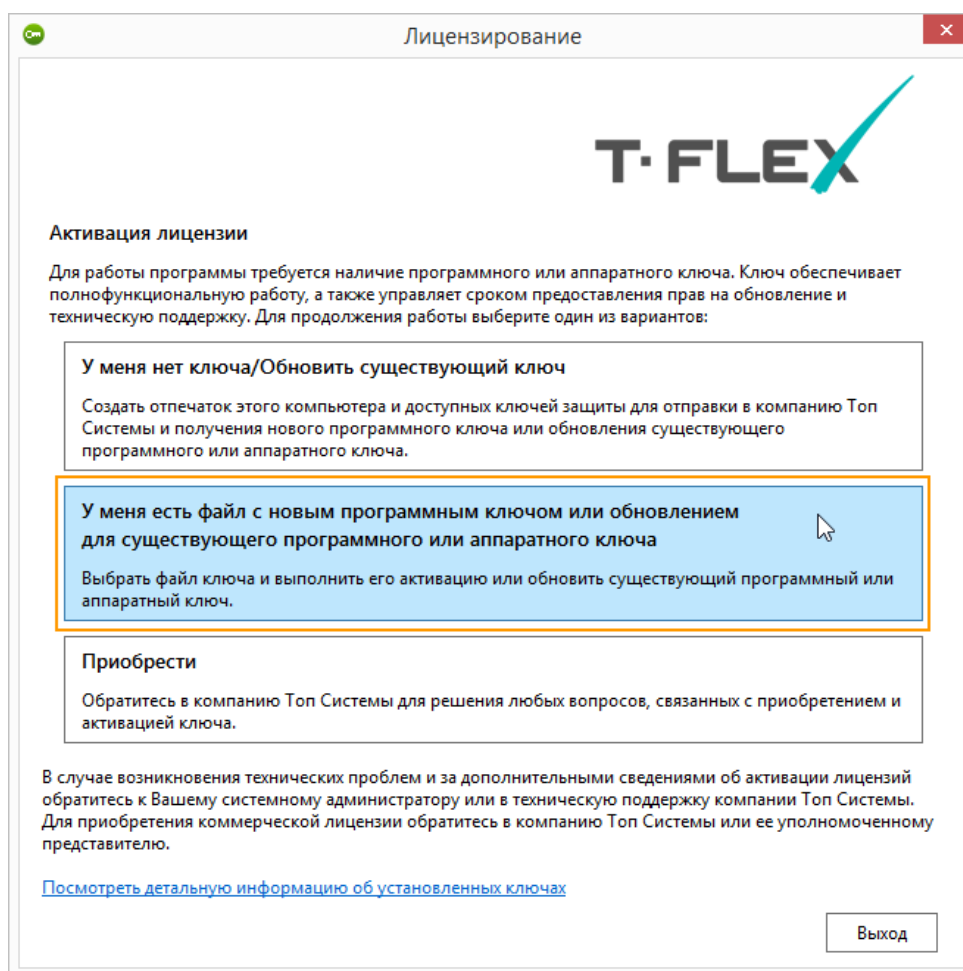 Лицензирование
T·FLEX
Активация лицензии
Для работы программы требуется наличие программного или аппаратного ключа. Ключ обеспечивает
полнофункциональную работу, а также управляет сроком предоставления прав на обновление и
техническую поддержку. Для продолжения работы выберите один из вариантов:
У меня нет ключа/Обновить существующий ключ
Создать отпечаток этого компьютера и доступных ключей защиты для отправки в компанию Топ
Системы и получения нового программного ключа или обновления существующего
программного или аппаратного ключа.
У меня есть файл с новым программным ключом или обновлением
для существующего программного или аппаратного ключа
Выбрать файл ключа и выполнить его активацию или обновить существующий программный или
аппаратный ключ.
Приобрести
Обратитесь в компанию Топ Системы для решения любых вопросов, связанных с приобретением и
активацией ключа.
В случае возникновения технических проблем и за дополнительными сведениями об активации лицензий
обратитесь к Вашему системному администратору или в техническую поддержку компании Топ Системы.
Для приобретения коммерческой лицензии обратитесь в компанию Топ Системы или ее уполномоченному
представителю.
Посмотреть детальную информацию об установленных ключах
Выход